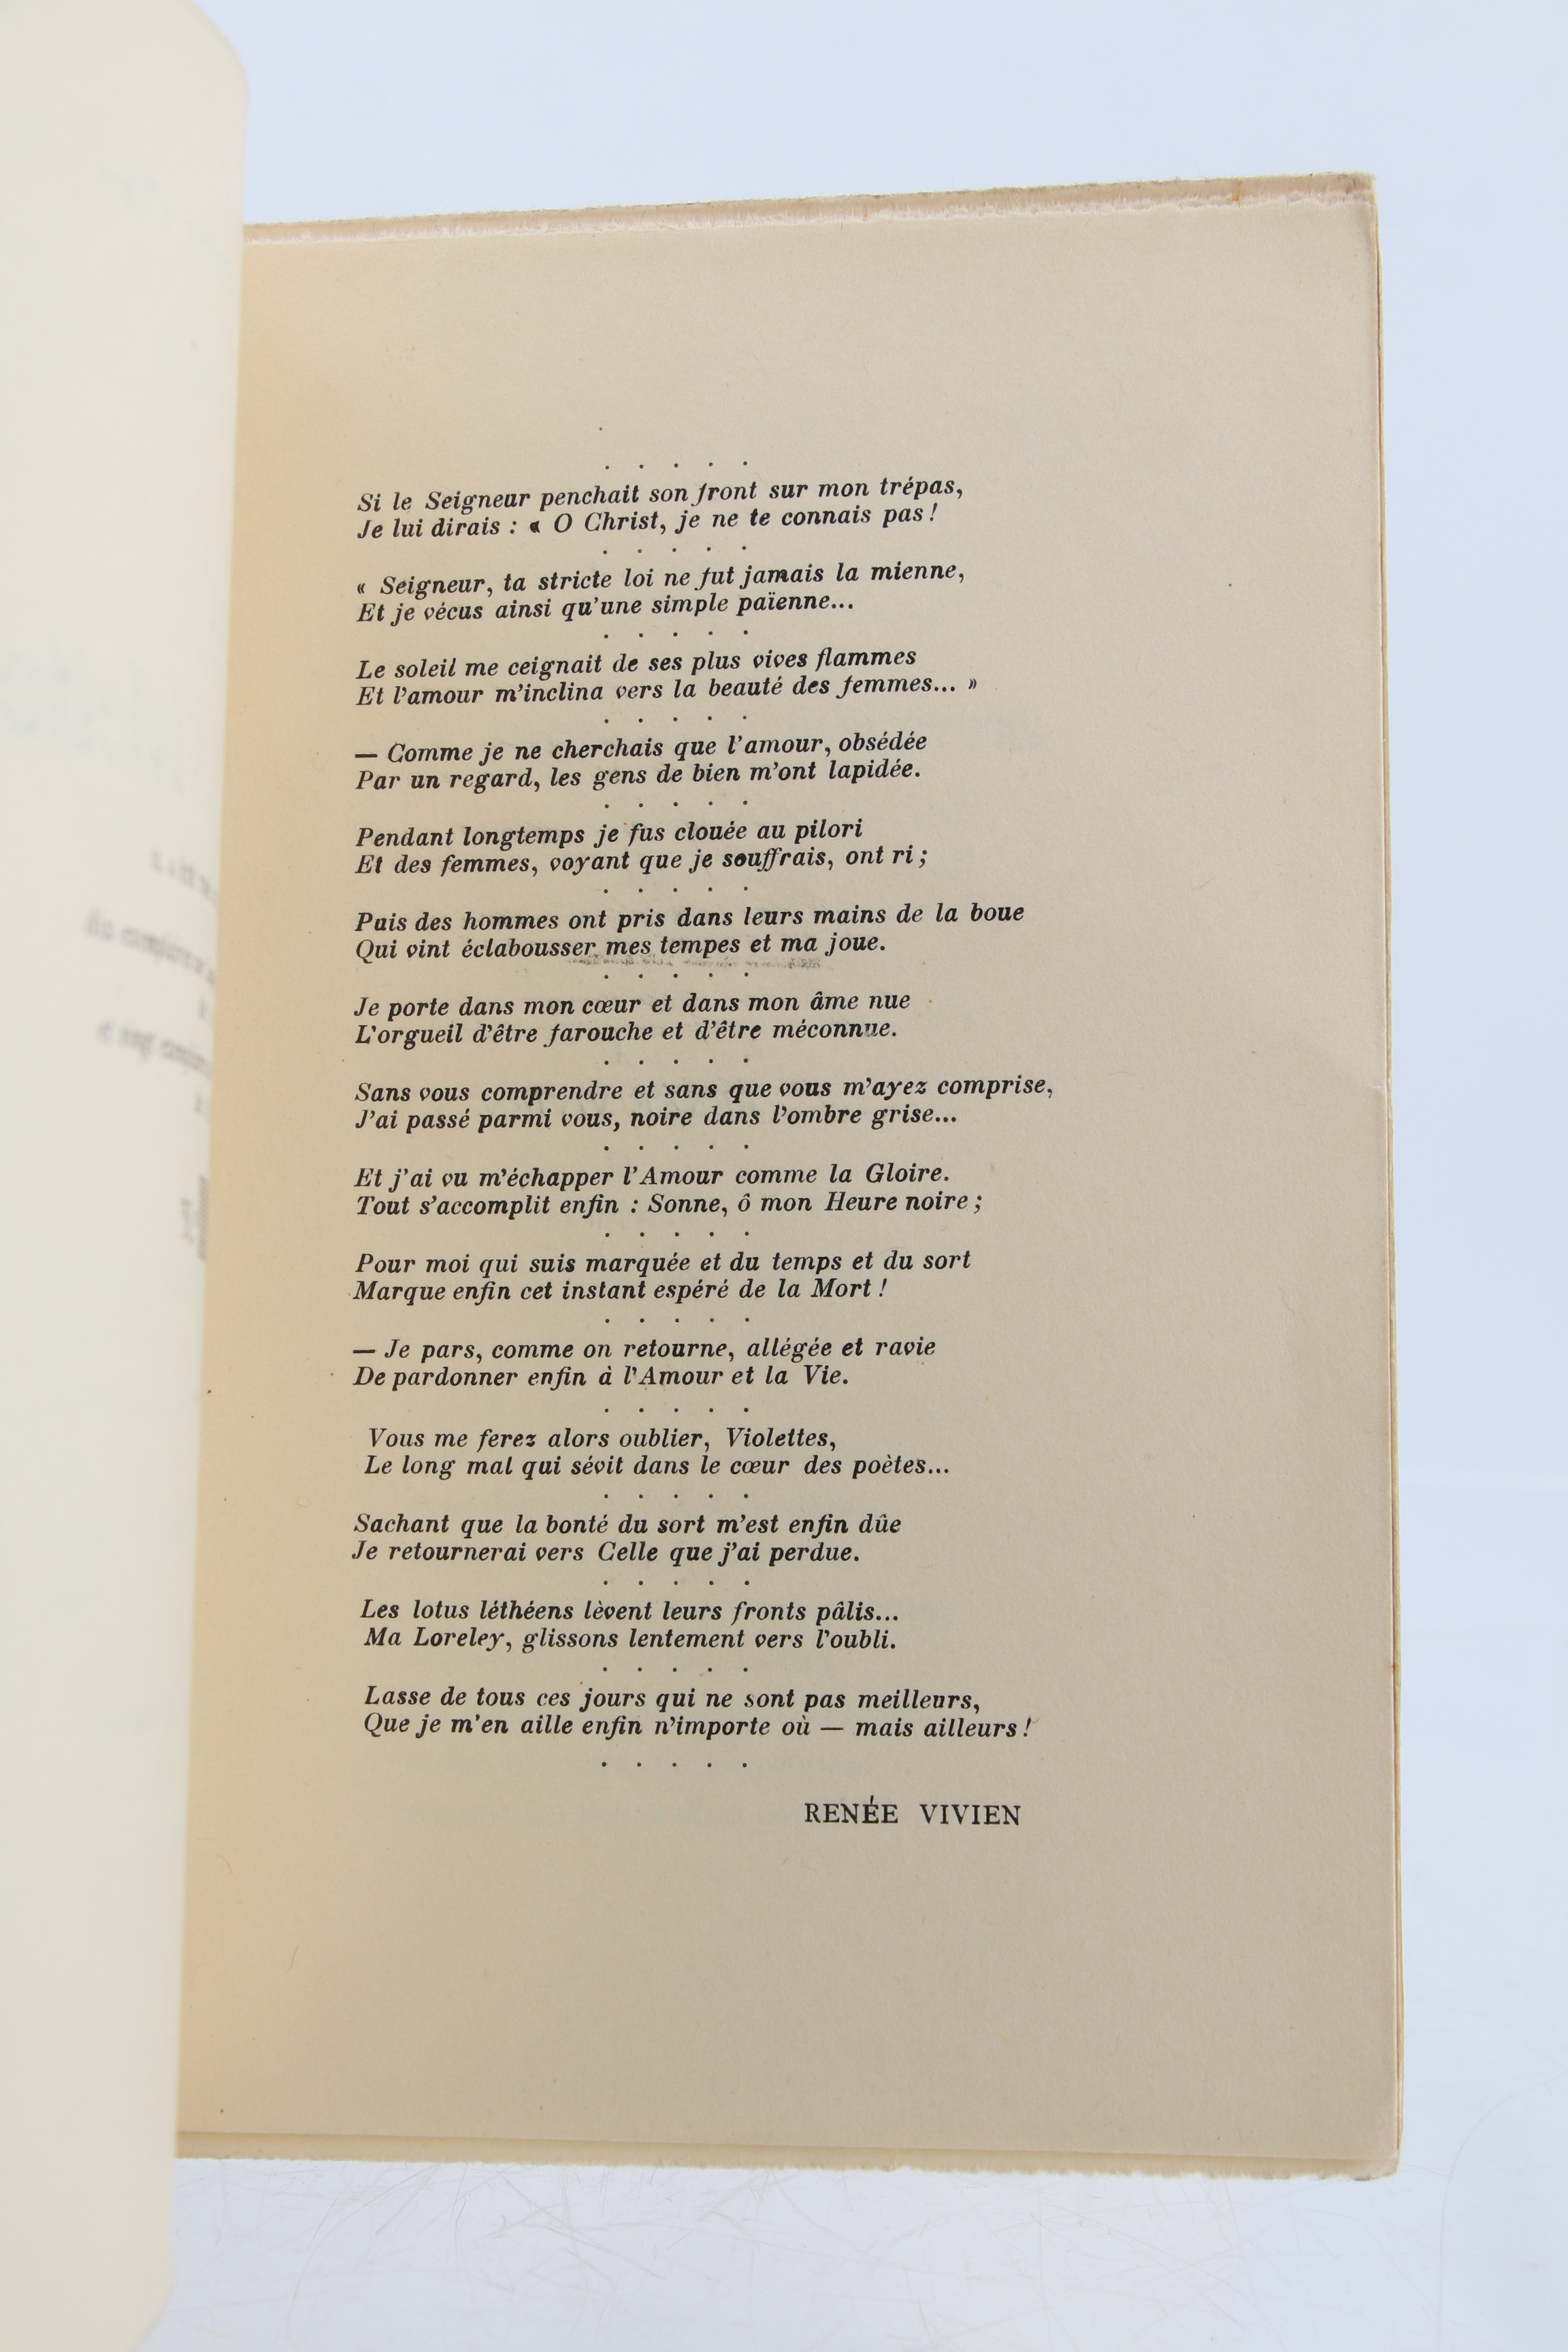 . . . . .
Si le Seigneur penchait son front sur mon trépas,
Je lui dirais : « O Christ, je ne te connais pas !
. . . . .
« Seigneur, ta stricte loi ne fut jamais la mienne,
Et je vécus ainsi qu'une simple païenne...
. . . . .
Le soleil me ceignait de ses plus vives flammes
Et l'amour m'inclina vers la beauté des femmes... »
. . . . .
— Comme je ne cherchais que l'amour, obsédée
Par un regard, les gens de bien m'ont lapidée.
. . . . .
Pendant longtemps je fus clouée au pilori
Et des femmes, voyant que je souffrais, ont ri ;
. . . . .
Puis des hommes ont pris dans leurs mains de la boue
Qui vint éclabousser mes tempes et ma joue.
. . . . .
Je porte dans mon cœur et dans mon âme nue
L'orgueil d'être farouche et d'être méconnue.
. . . . .
Sans vous comprendre et sans que vous m'ayez comprise,
J'ai passé parmi vous, noire dans l'ombre grise...
. . . . .
Et j'ai vu m'échapper l'Amour comme la Gloire.
Tout s'accomplit enfin : Sonne, ô mon Heure noire ;
. . . . .
Pour moi qui suis marquée et du temps et du sort
Marque enfin cet instant espéré de la Mort !
. . . . .
— Je pars, comme on retourne, allégée et ravie
De pardonner enfin à l'Amour et la Vie.
. . . . .
Vous me ferez alors oublier, Violettes,
Le long mal qui sévit dans le cœur des poètes...
. . . . .
Sachant que la bonté du sort m'est enfin dûe
Je retournerai vers Celle que j'ai perdue.
. . . . .
Les lotus léthéens lèvent leurs fronts pâlis...
Ma Loreley, glissons lentement vers l'oubli.
. . . . .
Lasse de tous ces jours qui ne sont pas meilleurs,
Que je m'en aille enfin n'importe où — mais ailleurs !
. . . . .
RENÉE VIVIEN